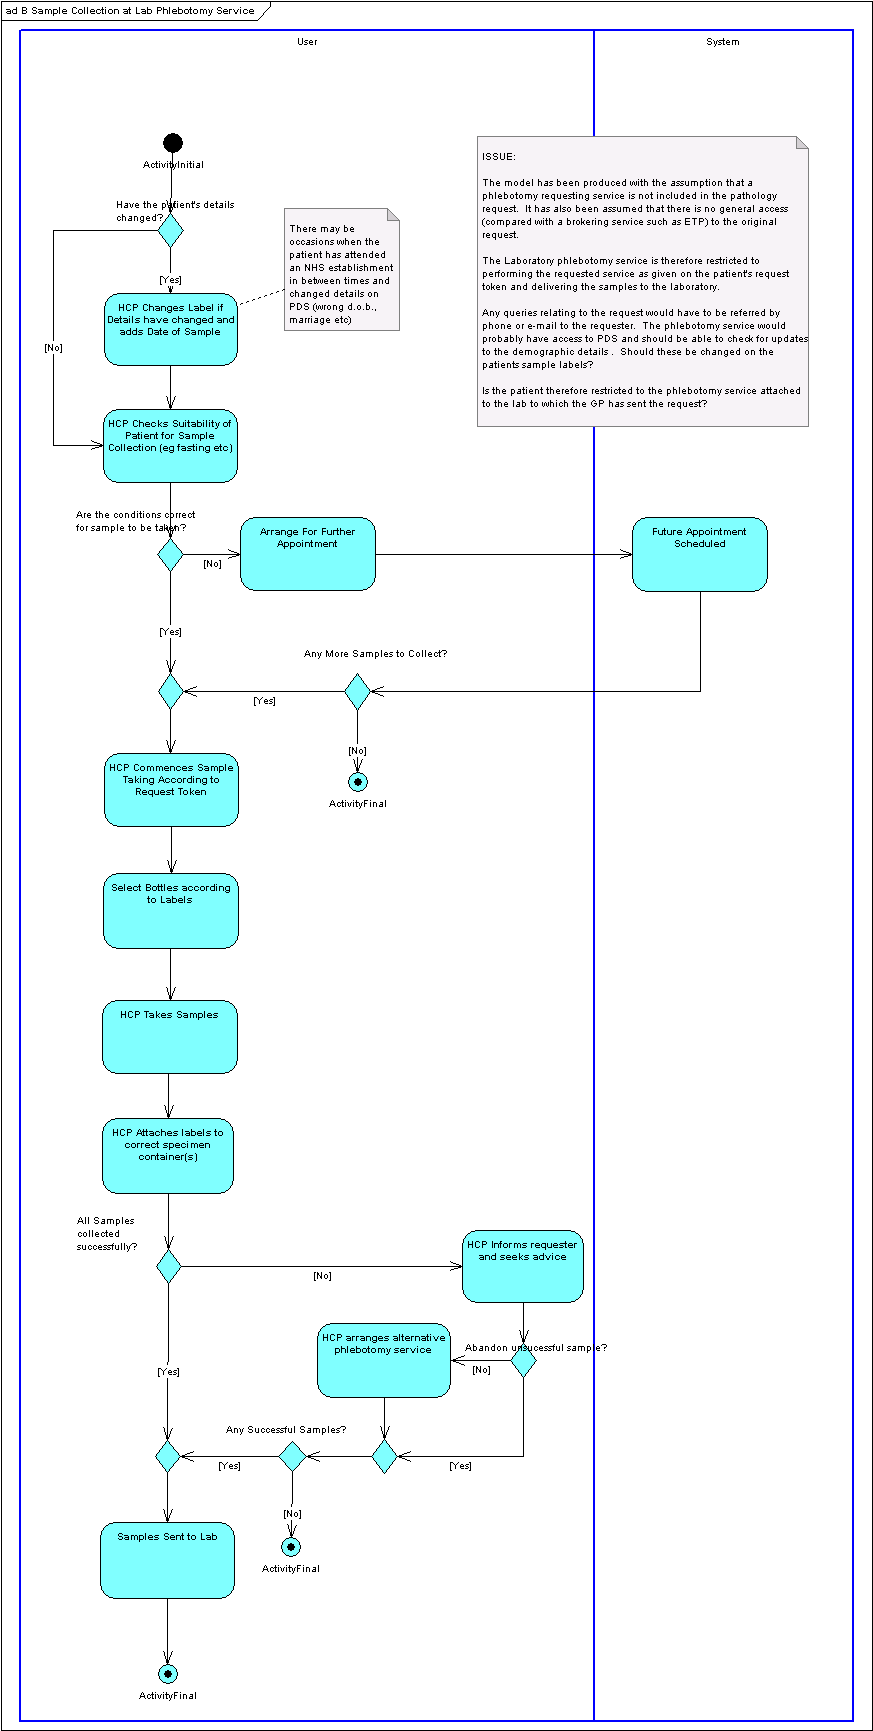 ad B Sample Collection at Lab Phlebotomy Service
User
System
ActivityInitial
Have the patient's details
changed?
[Yes]
[No]
There may be
occasions when the
patient has attended
an NHS establishment
in between times and
changed details on
PDS (wrong d.o.b.,
marriage etc)
ISSUE:
The model has been produced with the assumption that a
phlebotomy requesting service is not included in the pathology
request.  It has also been assumed that there is no general access
(compared with a brokering service such as ETP) to the original
request.
The Laboratory phlebotomy service is therefore restricted to
performing the requested service as given on the patient's request
token and delivering the samples to the laboratory.
Any queries relating to the request would have to be referred by
phone or e-mail to the requester.  The phlebotomy service would
probably have access to PDS and should be able to check for updates
to the demographic details .  Should these be changed on the
patients sample labels?
Is the patient therefore restricted to the phlebotomy service attached
to the lab to which the GP has sent the request?
HCP Changes Label if
Details have changed and
adds Date of Sample
HCP Checks Suitability of
Patient for Sample
Collection (eg fasting etc)
Are the conditions correct
for sample to be taken?
[No]
Arrange For Further
Appointment
Future Appointment
Scheduled
[Yes]
Any More Samples to Collect?
[Yes]
[No]
ActivityFinal
HCP Commences Sample
Taking According to
Request Token
Select Bottles according
to Labels
HCP Takes Samples
HCP Attaches labels to
correct specimen
container(s)
All Samples
collected
successfully?
[No]
HCP Informs requester
and seeks advice
HCP arranges alternative
phlebotomy service
Abandon unsucessful sample?
[No]
[Yes]
Any Successful Samples?
[Yes]
[Yes]
[No]
ActivityFinal
Samples Sent to Lab
ActivityFinal